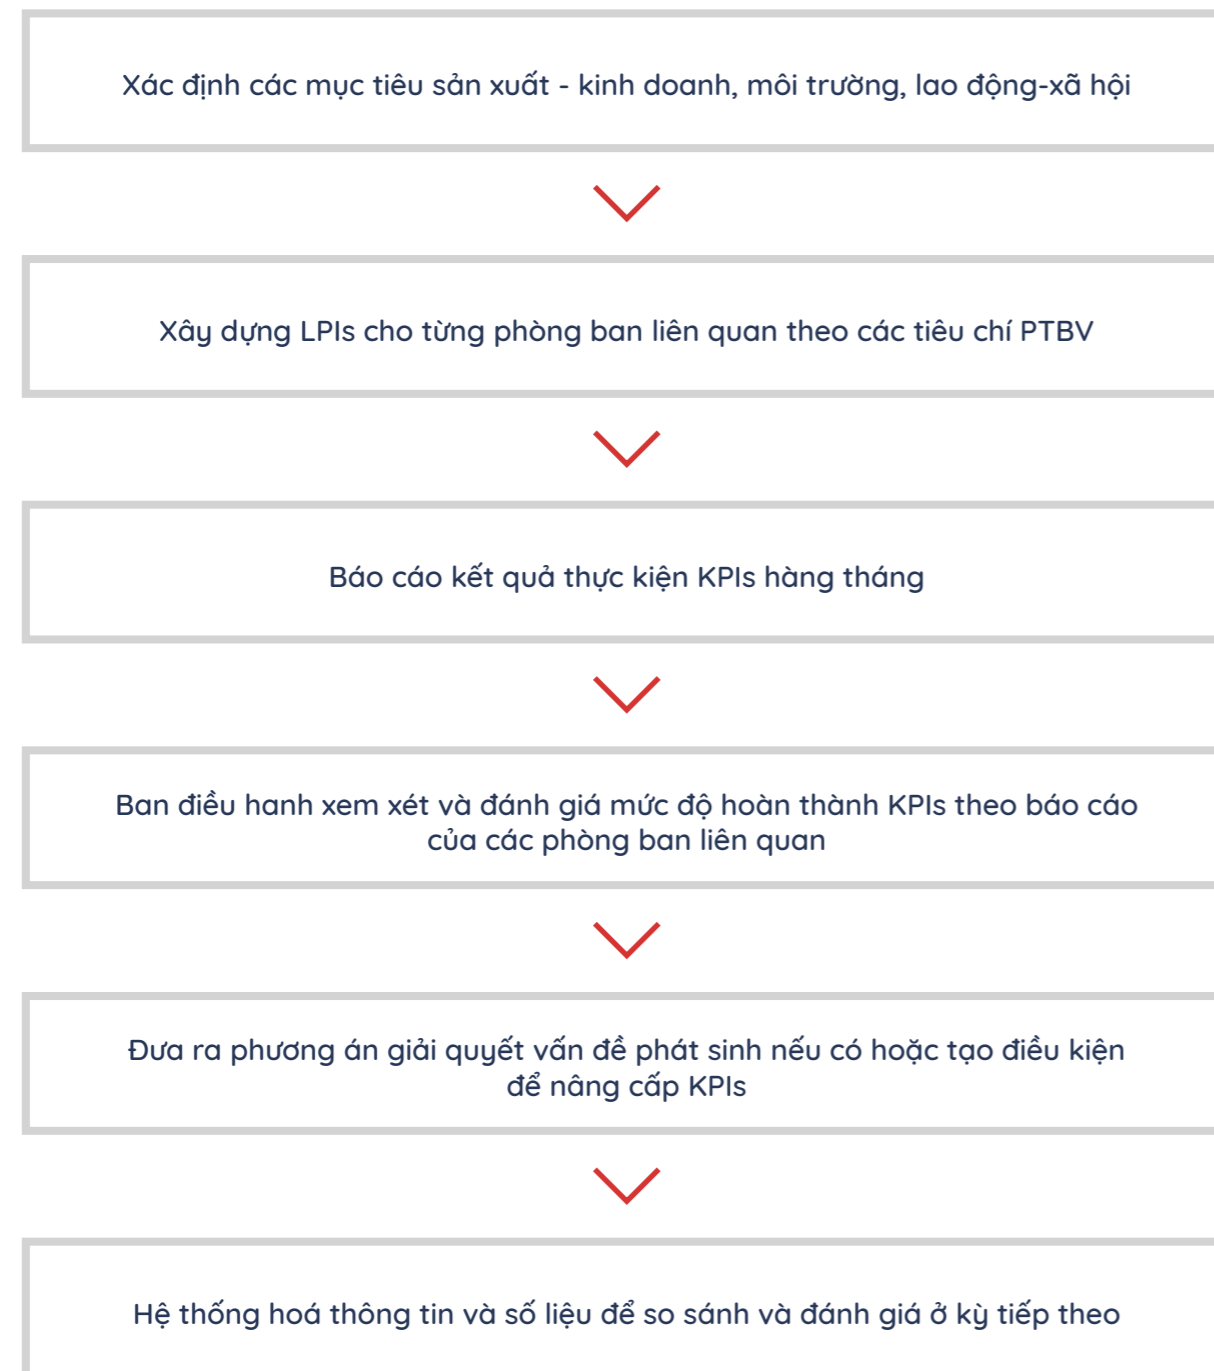 Xác định các mục tiêu sản xuất - kinh doanh, môi trường, lao động-xã hội
Xây dựng LPIs cho từng phòng ban liên quan theo các tiêu chí PTBV
Báo cáo kết quả thực kiện KPIs hàng tháng
Ban điều hanh xem xét và đánh giá mức độ hoàn thành KPIs theo báo cáo
của các phòng ban liên quan
Đưa ra phương án giải quyết vấn đề phát sinh nếu có hoặc tạo điều kiện
để nâng cấp KPIs
Hệ thống hoá thông tin và số liệu để so sánh và đánh giá ở kỳ tiếp theo